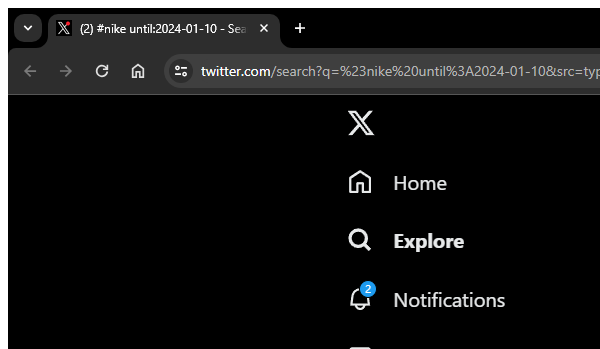 (2) #nike until:2024-01-10 - Sea
twitter.com/search?q=%23nike%20until%3A2024-01-10&src=typ
Home
Explore
2
Notifications